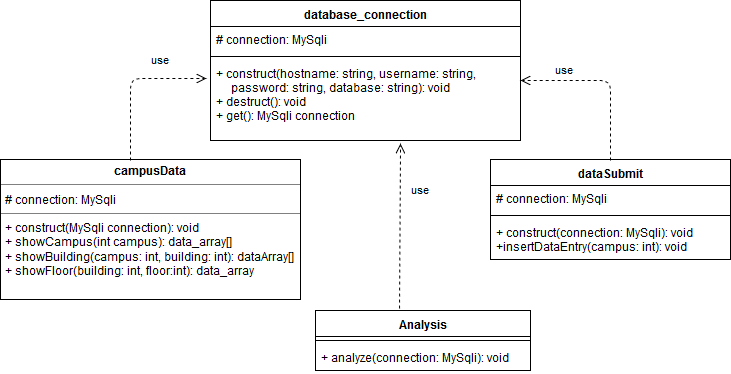 database_connection
# connection: MySqli
+ construct(hostname: string, username: string,
password: string, database: string): void
+ destruct(): void
+ get(): MySqli connection
use
use
use
campusData
# connection: MySqli
+ construct(MySqli connection): void
+ showCampus(int campus): data_array[]
+ showBuilding(campus: int, building: int): dataArray[]
+ showFloor(building: int, floor:int): data_array
dataSubmit
# connection: MySqli
+ construct(connection: MySqli): void
+insertDataEntry(campus: int): void
Analysis
+ analyze(connection: MySqli): void